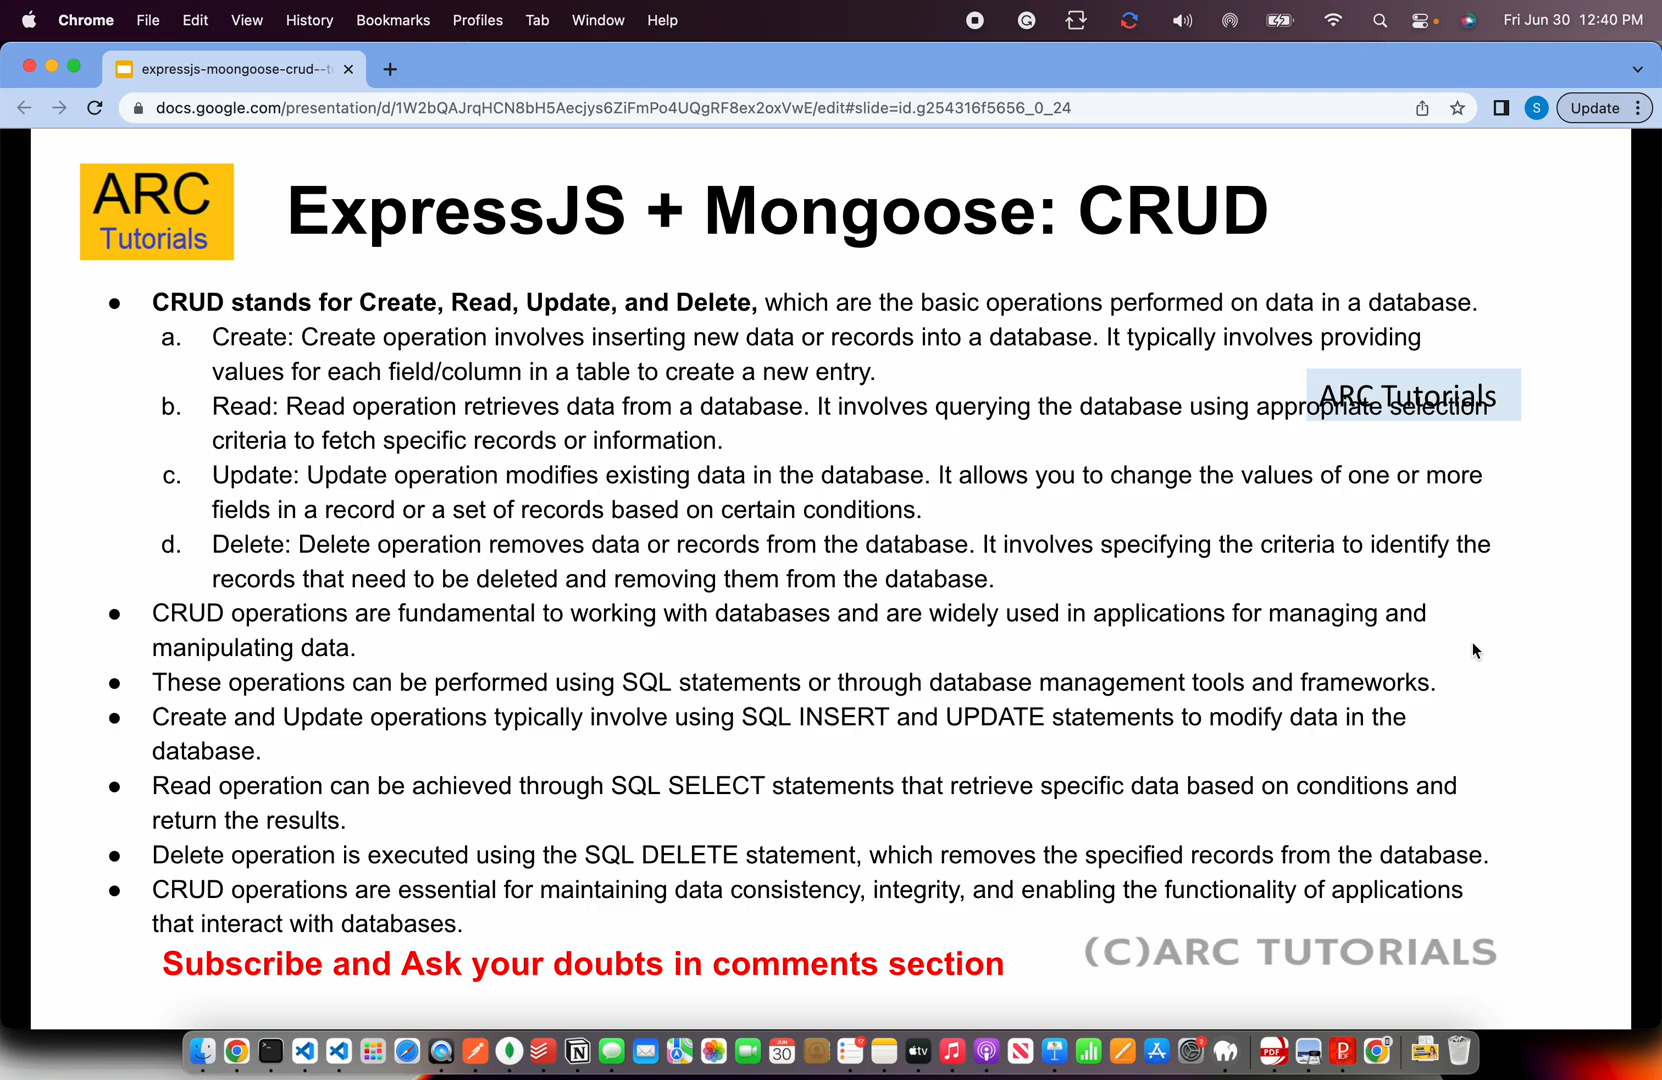 Chrome File Edit View History Bookmarks Profiles Tab Window Help Fri Jun 30 12:40 PM
expressjs-moongoose-crud--t
docs.google.com/presentation/d/1W2bQAJrqHCN8bH5Aecjys6ZiFmPo4UQgRF8ex2oxVwE/edit#slide=id.g254316f5656_0_24
S
Update
ARC
Tutorials
ExpressJS + Mongoose: CRUD
● CRUD stands for Create, Read, Update, and Delete, which are the basic operations performed on data in a database.
a. Create: Create operation involves inserting new data or records into a database. It typically involves providing
values for each field/column in a table to create a new entry.
ARC Tutorials
b. Read: Read operation retrieves data from a database. It involves querying the database using appropriate selection
criteria to fetch specific records or information.
c. Update: Update operation modifies existing data in the database. It allows you to change the values of one or more
fields in a record or a set of records based on certain conditions.
d. Delete: Delete operation removes data or records from the database. It involves specifying the criteria to identify the
records that need to be deleted and removing them from the database.
● CRUD operations are fundamental to working with databases and are widely used in applications for managing and
manipulating data.
● These operations can be performed using SQL statements or through database management tools and frameworks.
● Create and Update operations typically involve using SQL INSERT and UPDATE statements to modify data in the
database.
● Read operation can be achieved through SQL SELECT statements that retrieve specific data based on conditions and
return the results.
● Delete operation is executed using the SQL DELETE statement, which removes the specified records from the database.
● CRUD operations are essential for maintaining data consistency, integrity, and enabling the functionality of applications
that interact with databases.
Subscribe and Ask your doubts in comments section
(C)ARC TUTORIALS
JUN
30
17
tv
2
PDF